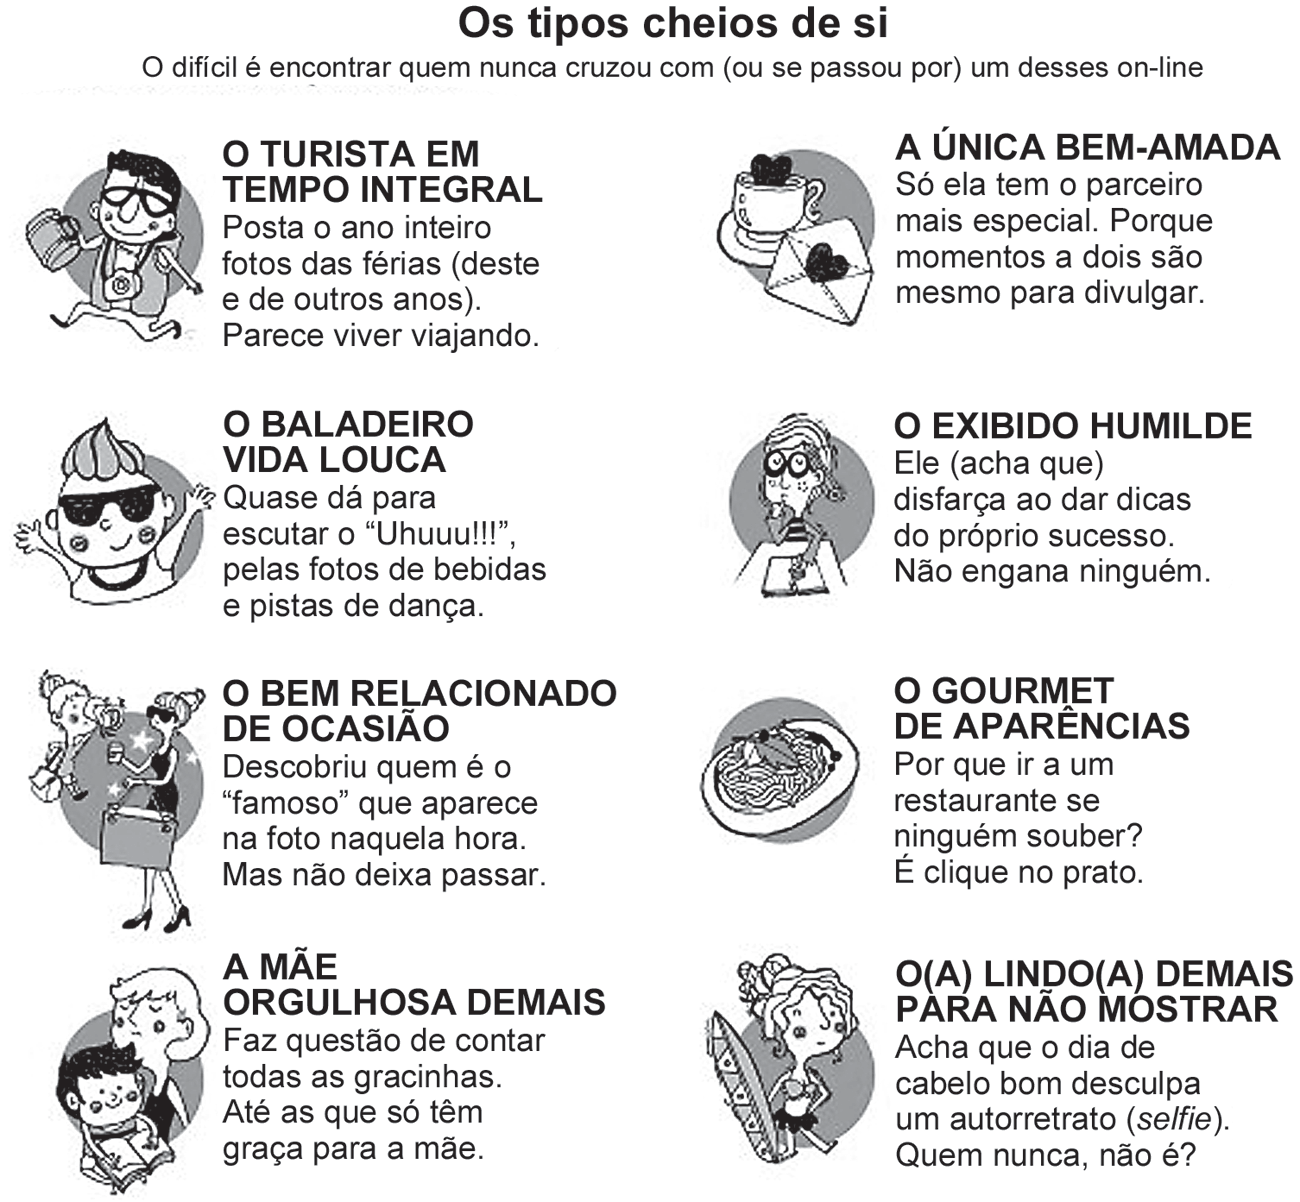 Os tipos cheios de si
O difícil é encontrar quem nunca cruzou com (ou se passou por) um desses on-line
O TURISTA EM
TEMPO INTEGRAL
Posta o ano inteiro
fotos das férias (deste
e de outros anos).
Parece viver viajando.
A ÚNICA BEM-AMADA
Só ela tem o parceiro
mais especial. Porque
momentos a dois são
mesmo para divulgar.
O BALADEIRO
VIDA LOUCA
Quase dá para
escutar o “Uhuuu!!!”,
pelas fotos de bebidas
e pistas de dança.
O EXIBIDO HUMILDE
Ele (acha que)
disfarça ao dar dicas
do próprio sucesso.
Não engana ninguém.
O BEM RELACIONADO
DE OCASIÃO
Descobriu quem é o
“famoso” que aparece
na foto naquela hora.
Mas não deixa passar.
O GOURMET
DE APARÊNCIAS
Por que ir a um
restaurante se
ninguém souber?
É clique no prato.
A MÃE
ORGULHOSA DEMAIS
Faz questão de contar
todas as gracinhas.
Até as que só têm
graça para a mãe.
O(A) LINDO(A) DEMAIS
PARA NÃO MOSTRAR
Acha que o dia de
cabelo bom desculpa
um autorretrato (selfie).
Quem nunca, não é?